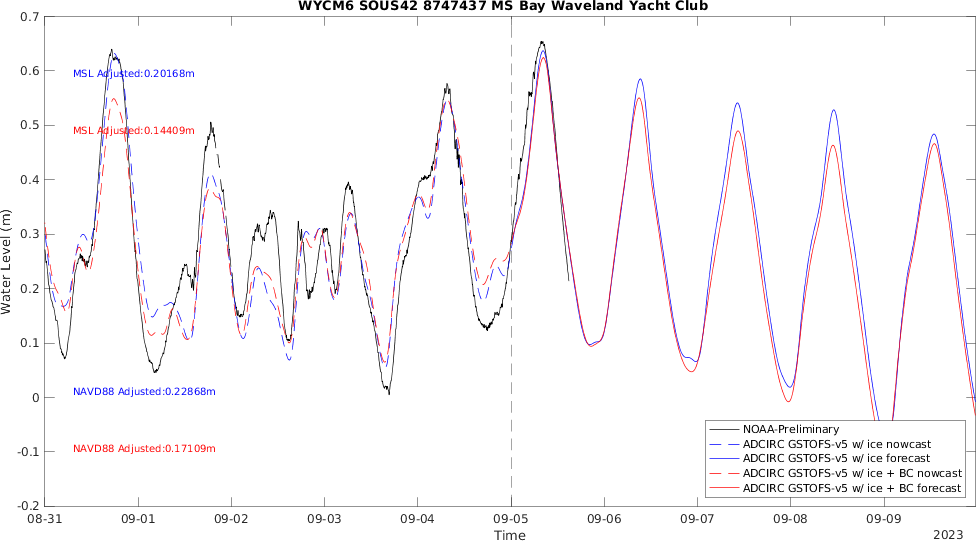 WYCM6 SOUS42 8747437 MS Bay Waveland Yacht Club
0.7
0.6
0.5
0.4
0.3
0.2
0.1
0
-0.1
-0.2
Water Level (m)
MSL Adjusted:0.20168m
MSL Adjusted:0.14409m
NAVD88 Adjusted:0.22868m
NAVD88 Adjusted:0.17109m
NOAA-Preliminary
ADCIRC GSTOFS-v5 w/ ice nowcast
ADCIRC GSTOFS-v5 w/ ice forecast
ADCIRC GSTOFS-v5 w/ ice + BC nowcast
ADCIRC GSTOFS-v5 w/ ice + BC forecast
08-31 09-01 09-02 09-03 09-04 09-05 09-06 09-07 09-08 09-09
Time
2023